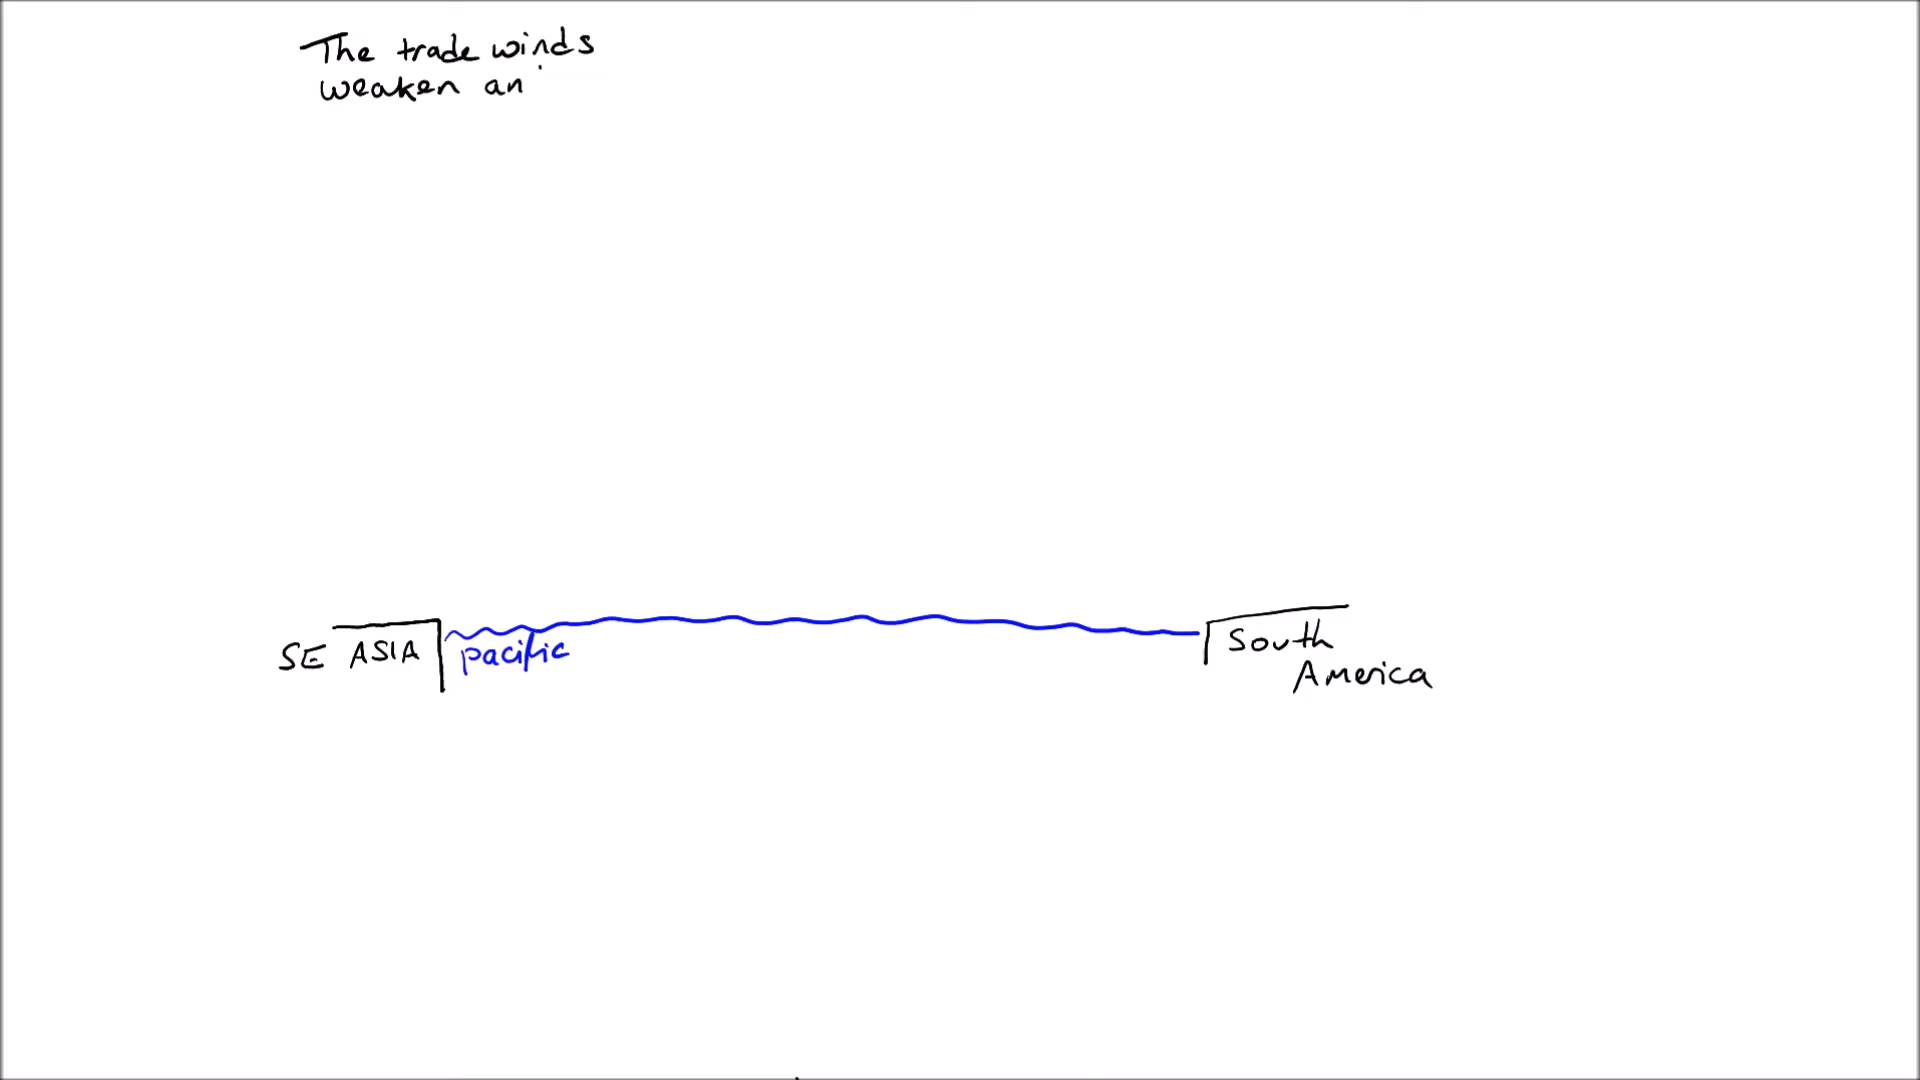 The trade winds
weaken an
SE ASIA
pacific
South
America